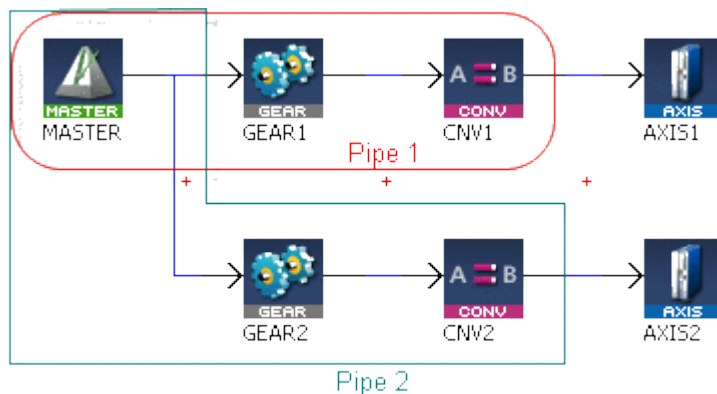 MASTER
GEAR
A B
CONV
AXIS
MASTER
GEAR1
CNV1
AXIS1
Pipe 1
GEAR
A B
CONV
AXIS
GEAR2
CNV2
AXIS2
Pipe 2